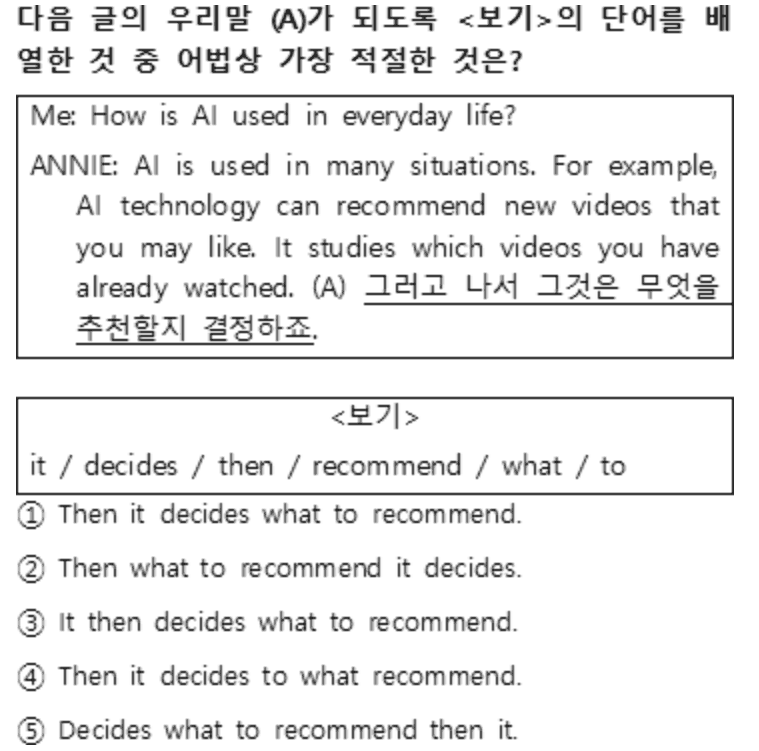 다음 글의 우리말 (A)가 되도록 <보기>의 단어를 배
열한 것 중 어법상 가장 적절한 것은?
Me: How is AI used in everyday life?
ANNIE: AI is used in many situations. For example,
AI technology can recommend new videos that
you may like. It studies which videos you have
already watched. (A) 그러고 나서 그것은 무엇을
추천할지 결정하죠.
<보기>
it / decides / then / recommend / what / to
① Then it decides what to recommend.
② Then what to recommend it decides.
③ It then decides what to recommend.
④ Then it decides to what recommend.
⑤ Decides what to recommend then it.